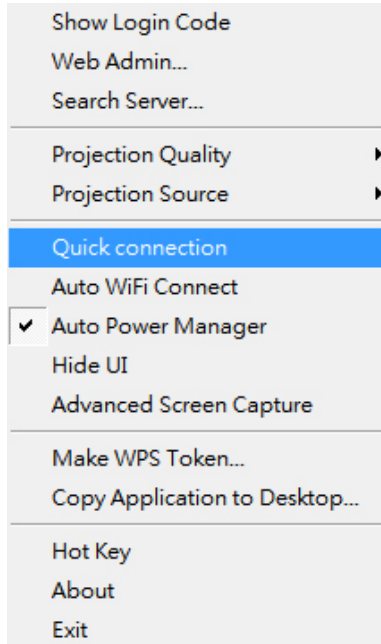 Show Login Code
Web Admin...
Search Server...
Projection Quality
Projection Source
Quick connection
Auto WiFi Connect
Auto Power Manager
Hide UI
Advanced Screen Capture
Make WPS Token...
Copy Application to Desktop...
Hot Key
About
Exit